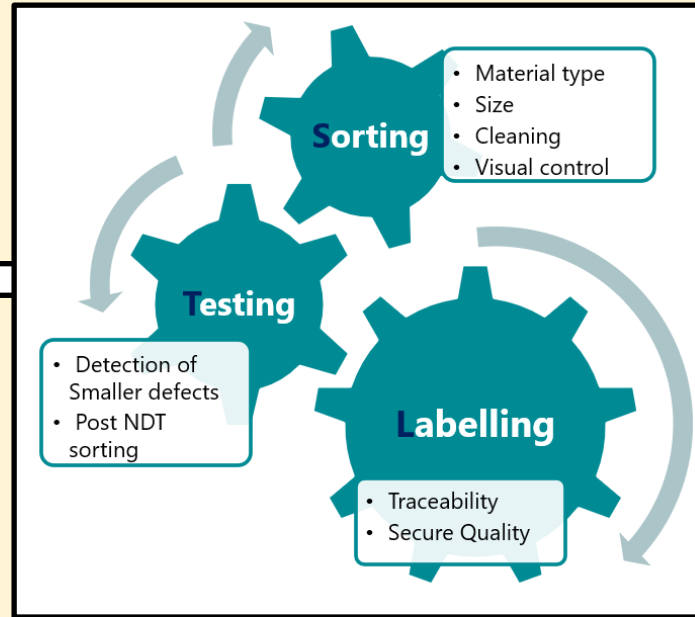 Sorting
• Material type
• Size
• Cleaning
• Visual control
Testing
• Detection of
Smaller defects
• Post NDT
sorting
Labelling
• Traceability
• Secure Quality